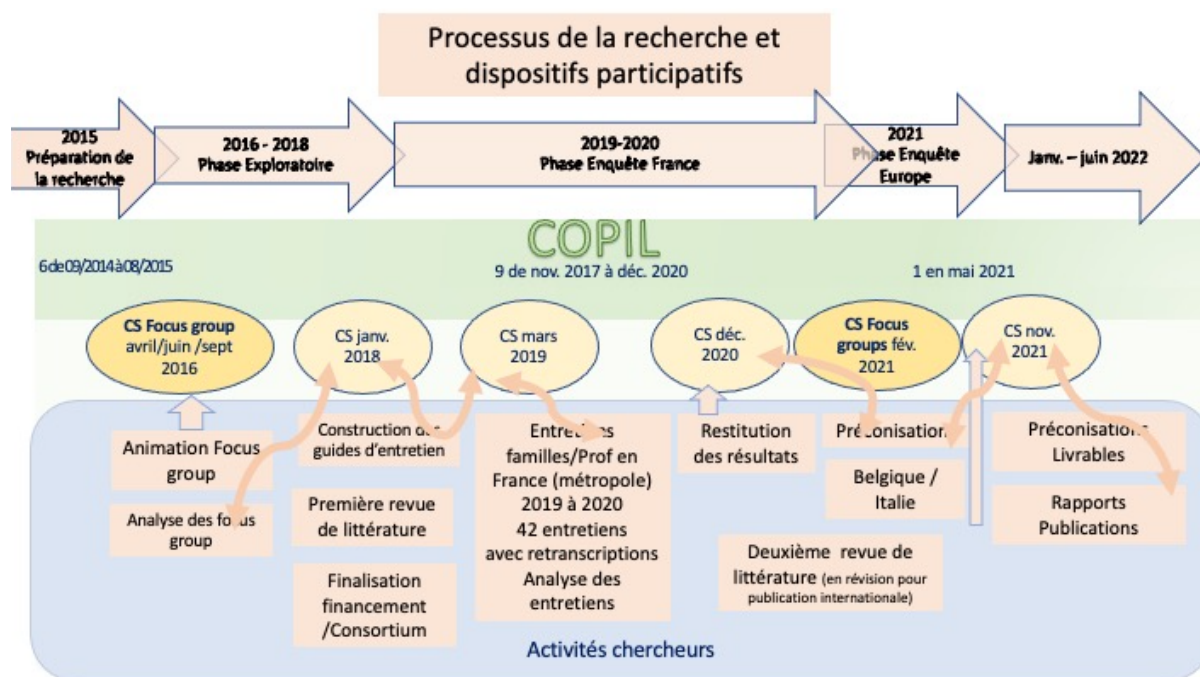 Processus de la recherche et
dispositifs participatifs
2015
Préparation de
la recherche
2016 - 2018
Phase Exploratoire
2019-2020
Phase Enquête France
2021
Phase Enquête
Europe
Janv. – juin 2022
COPIL
6 de 09/2014 à 08/2015
9 de nov. 2017 à déc. 2020
1 en mai 2021
CS Focus group
avril/juin /sept
2016
CS janv.
2018
CS mars
2019
CS déc.
2020
CS Focus
groups fév.
2021
CS nov.
2021
Animation Focus
group
Analyse des focus
group
Construction des
guides d'entretien
Première revue
de littérature
Finalisation
financement
/Consortium
Entretiens
familles/Prof en
France (métropole)
2019 à 2020
42 entretiens
avec retranscriptions
Analyse des
entretiens
Restitution
des résultats
Préconisation
Belgique /
Italie
Deuxième revue de
littérature (en révision pour
publication internationale)
Préconisations
Livrables
Rapports
Publications
Activités chercheurs